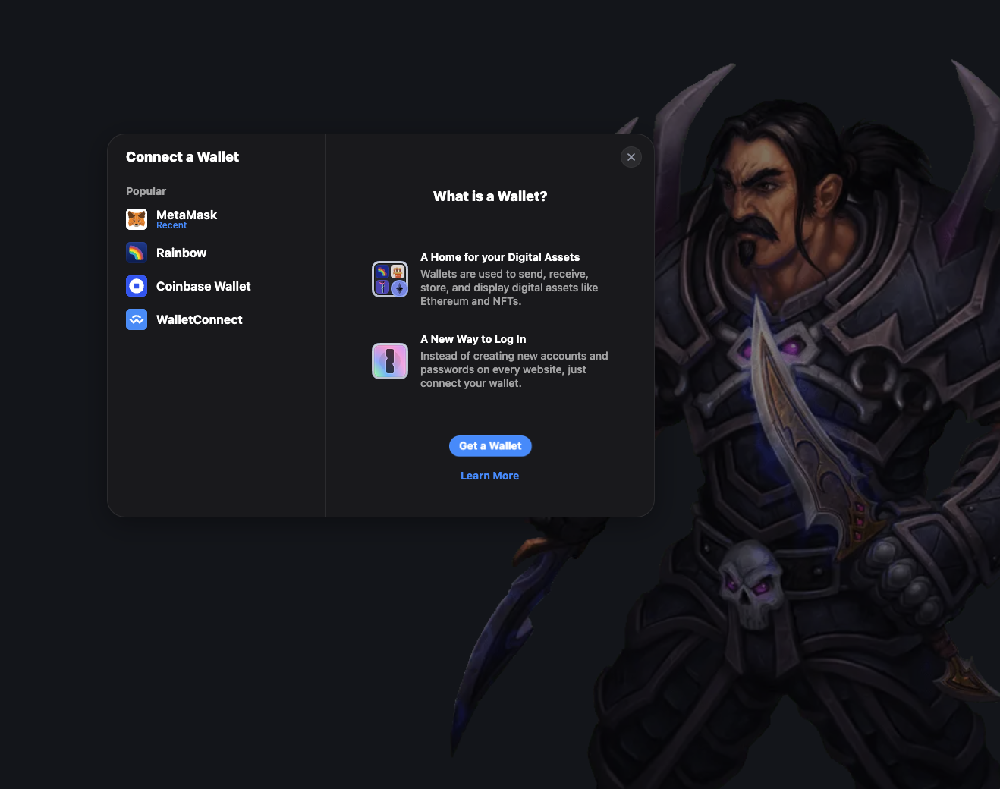 Connect a Wallet
Popular
MetaMask
Recent
Rainbow
Coinbase Wallet
WalletConnect
What is a Wallet?
A Home for your Digital Assets
Wallets are used to send, receive,
store, and display digital assets like
Ethereum and NFTs.
A New Way to Log In
Instead of creating new accounts and
passwords on every website, just
connect your wallet.
Get a Wallet
Learn More